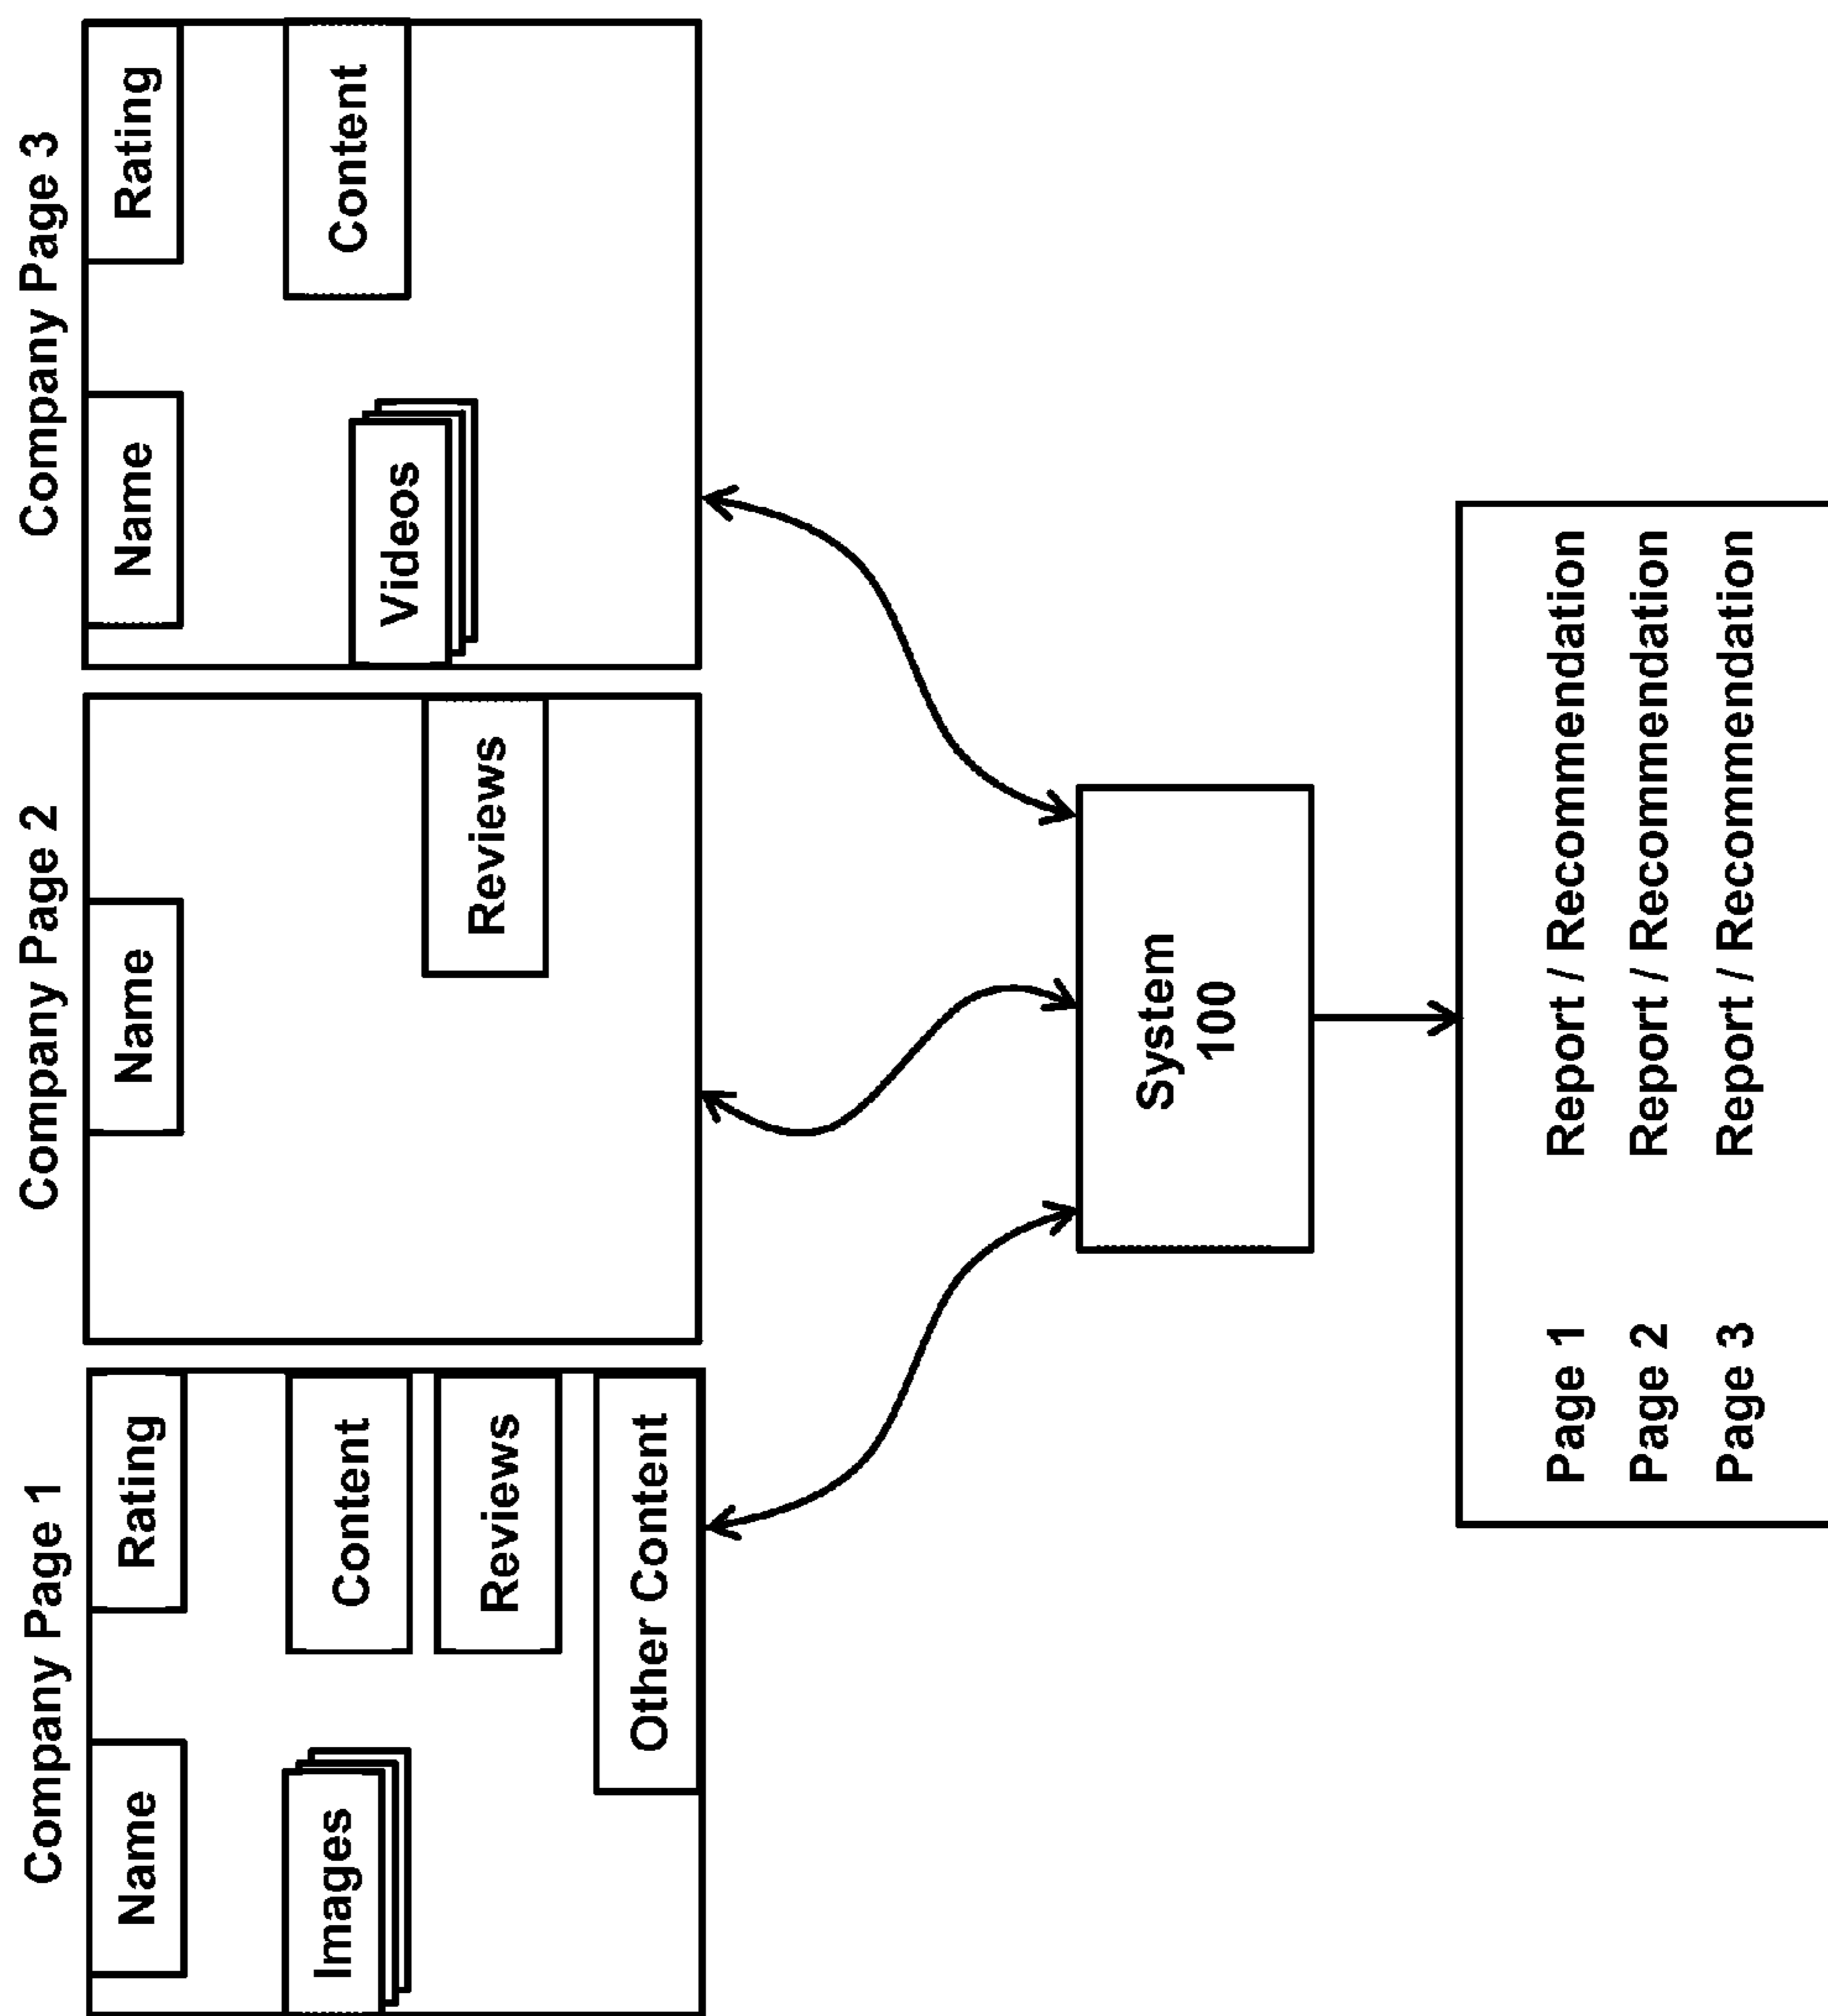 Company Page 1
Name
Rating
Images
Content
Reviews
Other Content
Company Page 2
Name
Reviews
Company Page 3
Name
Rating
Videos
Content
System
100
Page 1 Report / Recommendation
Page 2 Report / Recommendation
Page 3 Report / Recommendation